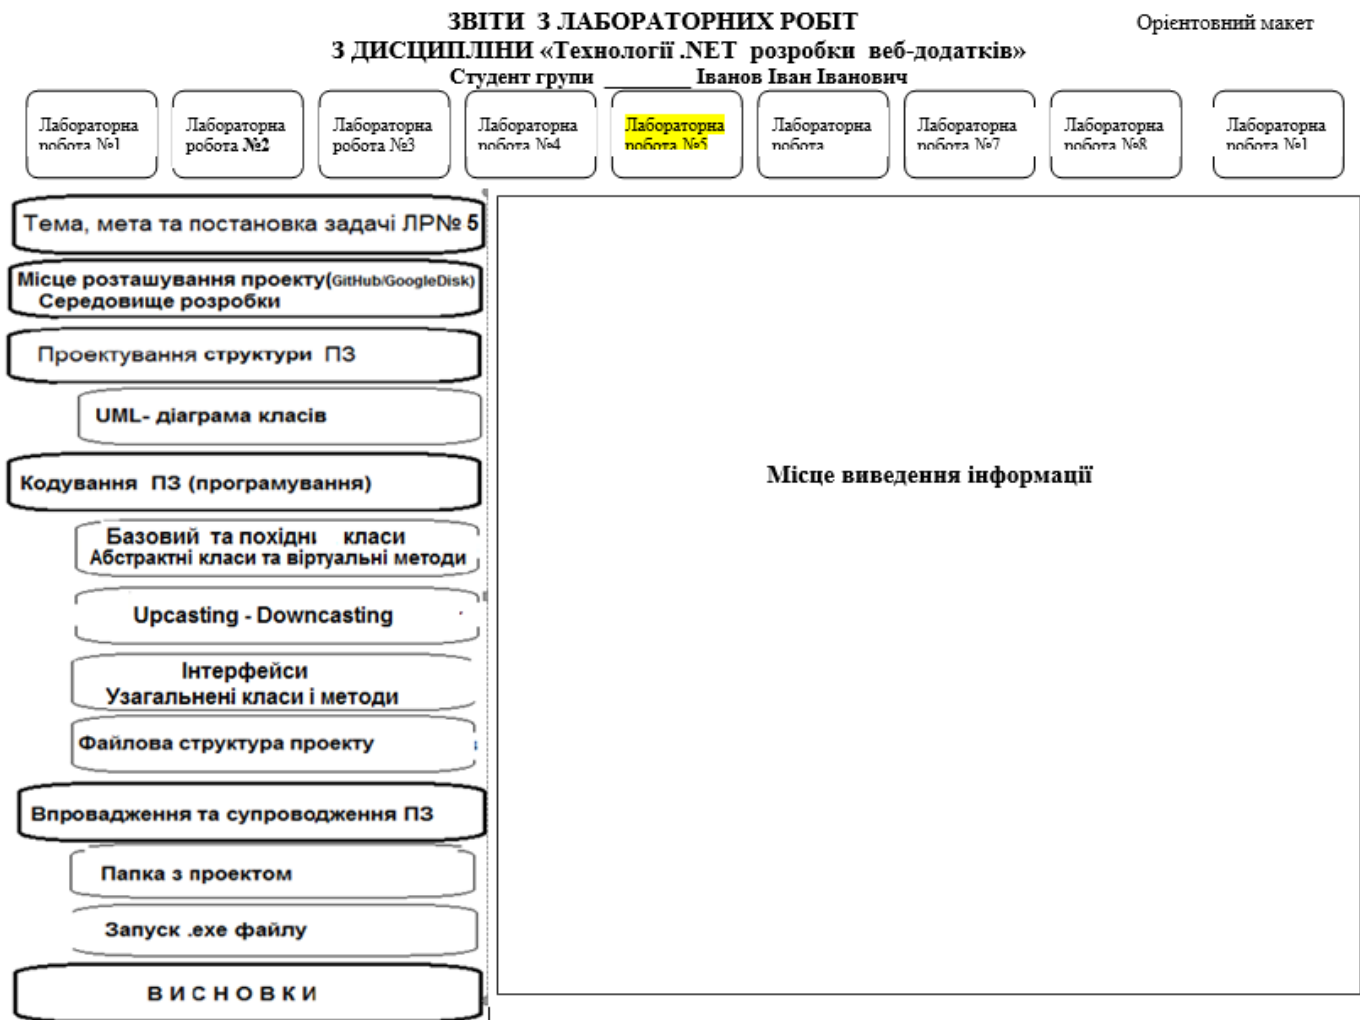 ЗВІТИ З ЛАБОРАТОРНИХ РОБІТ
Орієнтовний макет
З ДИСЦИПЛІНИ «Технології .NET розробки веб-додатків»
Студент групи ________ Іванов Іван Іванович
Лабораторна
робота №1
Лабораторна
робота №2
Лабораторна
робота №3
Лабораторна
робота №4
Лабораторна
робота №5
Лабораторна
робота
Лабораторна
робота №7
Лабораторна
робота №8
Лабораторна
робота №1
Тема, мета та постановка задачі ЛР№ 5
Місце розташування проекту(GitHub/GoogleDisk)
Середовище розробки
Проектування структури ПЗ
UML- діаграма класів
Кодування ПЗ (програмування)
Базовий та похідні класи
Абстрактні класи та віртуальні методи
Upcasting - Downcasting
Інтерфейси
Узагальнені класи і методи
Файлова структура проекту
Впровадження та супроводження ПЗ
Папка з проектом
Запуск .exe файлу
В И С Н О В К И
Місце виведення інформації